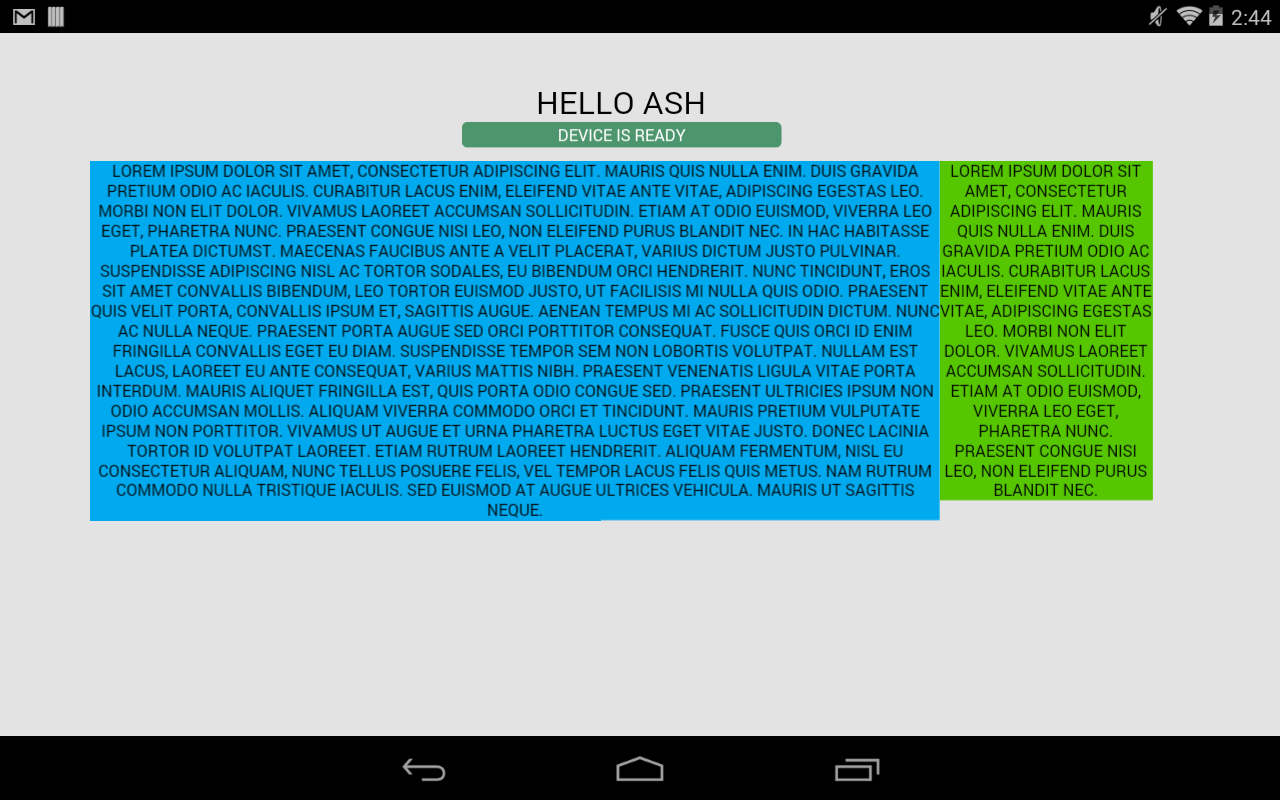 2:44
HELLO ASH
DEVICE IS READY
LOREM IPSUM DOLOR SIT AMET, CONSECTETUR ADIPISCING ELIT. MAURIS QUIS NULLA ENIM. DUIS GRAVIDA
PRETIUM ODIO AC IACULIS. CURABITUR LACUS ENIM, ELEIFEND VITAE ANTE VITAE, ADIPISCING EGESTAS LEO.
MORBI NON ELIT DOLOR. VIVAMUS LAOREET ACCUMSAN SOLLICITUDIN. ETIAM AT ODIO EUISMOD, VIVERRA LEO
EGET, PHARETRA NUNC. PRAESENT CONGUE NISI LEO, NON ELEIFEND PURUS BLANDIT NEC. IN HAC HABITASSE
PLATEA DICTUMST. MAECENAS FAUCIBUS ANTE A VELIT PLACERAT, VARIUS DICTUM JUSTO PULVINAR.
SUSPENDISSE ADIPISCING NISL AC TORTOR SODALES, EU BIBENDUM ORCI HENDRERIT. NUNC TINCIDUNT, EROS
SIT AMET CONVALLIS BIBENDUM, LEO TORTOR EUISMOD JUSTO, UT FACILISIS MI NULLA QUIS ODIO. PRAESENT
QUIS VELIT PORTA, CONVALLIS IPSUM ET, SAGITTIS AUGUE. AENEAN TEMPUS MI AC SOLLICITUDIN DICTUM. NUNC
AC NULLA NEQUE. PRAESENT PORTA AUGUE SED ORCI PORTTITOR CONSEQUAT. FUSCE QUIS ORCI ID ENIM
FRINGILLA CONVALLIS EGET EU DIAM. SUSPENDISSE TEMPOR SEM NON LOBORTIS VOLUTPAT. NULLAM EST
LACUS, LAOREET EU ANTE CONSEQUAT, VARIUS MATTIS NIBH. PRAESENT VENENATIS LIGULA VITAE PORTA
INTERDUM. MAURIS ALIQUET FRINGILLA EST, QUIS PORTA ODIO CONGUE SED. PRAESENT ULTRICIES IPSUM NON
ODIO ACCUMSAN MOLLIS. ALIQUAM VIVERRA COMMODO ORCI ET TINCIDUNT. MAURIS PRETIUM VULPUTATE
IPSUM NON PORTTITOR. VIVAMUS UT AUGUE ET URNA PHARETRA LUCTUS EGET VITAE JUSTO. DONEC LACINIA
TORTOR ID VOLUTPAT LAOREET. ETIAM RUTRUM LAOREET HENDRERIT. ALIQUAM FERMENTUM, NISL EU
CONSECTETUR ALIQUAM, NUNC TELLUS POSUERE FELIS, VEL TEMPOR LACUS FELIS QUIS METUS. NAM RUTRUM
COMMODO NULLA TRISTIQUE IACULIS. SED EUISMOD AT AUGUE ULTRICES VEHICULA. MAURIS UT SAGITTIS
NEQUE.
LOREM IPSUM DOLOR SIT
AMET, CONSECTETUR
ADIPISCING ELIT. MAURIS
QUIS NULLA ENIM. DUIS
GRAVIDA PRETIUM ODIO AC
IACULIS. CURABITUR LACUS
ENIM, ELEIFEND VITAE ANTE
VITAE, ADIPISCING EGESTAS
LEO. MORBI NON ELIT
DOLOR. VIVAMUS LAOREET
ACCUMSAN SOLLICITUDIN.
ETIAM AT ODIO EUISMOD,
VIVERRA LEO EGET,
PHARETRA NUNC.
PRAESENT CONGUE NISI
LEO, NON ELEIFEND PURUS
BLANDIT NEC.